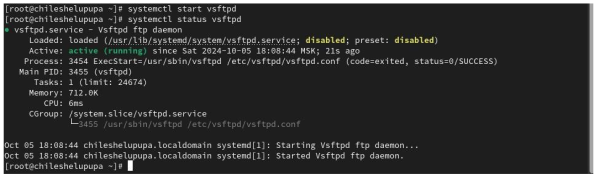 [root@chileshelupupa ~]# systemctl start vsftpd
[root@chileshelupupa ~]# systemctl status vsftpd
● vsftpd.service - Vsftpd ftp daemon
Loaded: loaded (/usr/lib/systemd/system/vsftpd.service; disabled; preset: disabled)
Active: active (running) since Sat 2024-10-05 18:08:44 MSK; 21s ago
Process: 3454 ExecStart=/usr/sbin/vsftpd /etc/vsftpd/vsftpd.conf (code=exited, status=0/SUCCESS)
Main PID: 3455 (vsftpd)
Tasks: 1 (limit: 24674)
Memory: 712.0K
CPU: 6ms
CGroup: /system.slice/vsftpd.service
└─3455 /usr/sbin/vsftpd /etc/vsftpd/vsftpd.conf
Oct 05 18:08:44 chileshelupupa.localdomain systemd[1]: Starting Vsftpd ftp daemon...
Oct 05 18:08:44 chileshelupupa.localdomain systemd[1]: Started Vsftpd ftp daemon.
[root@chileshelupupa ~]#